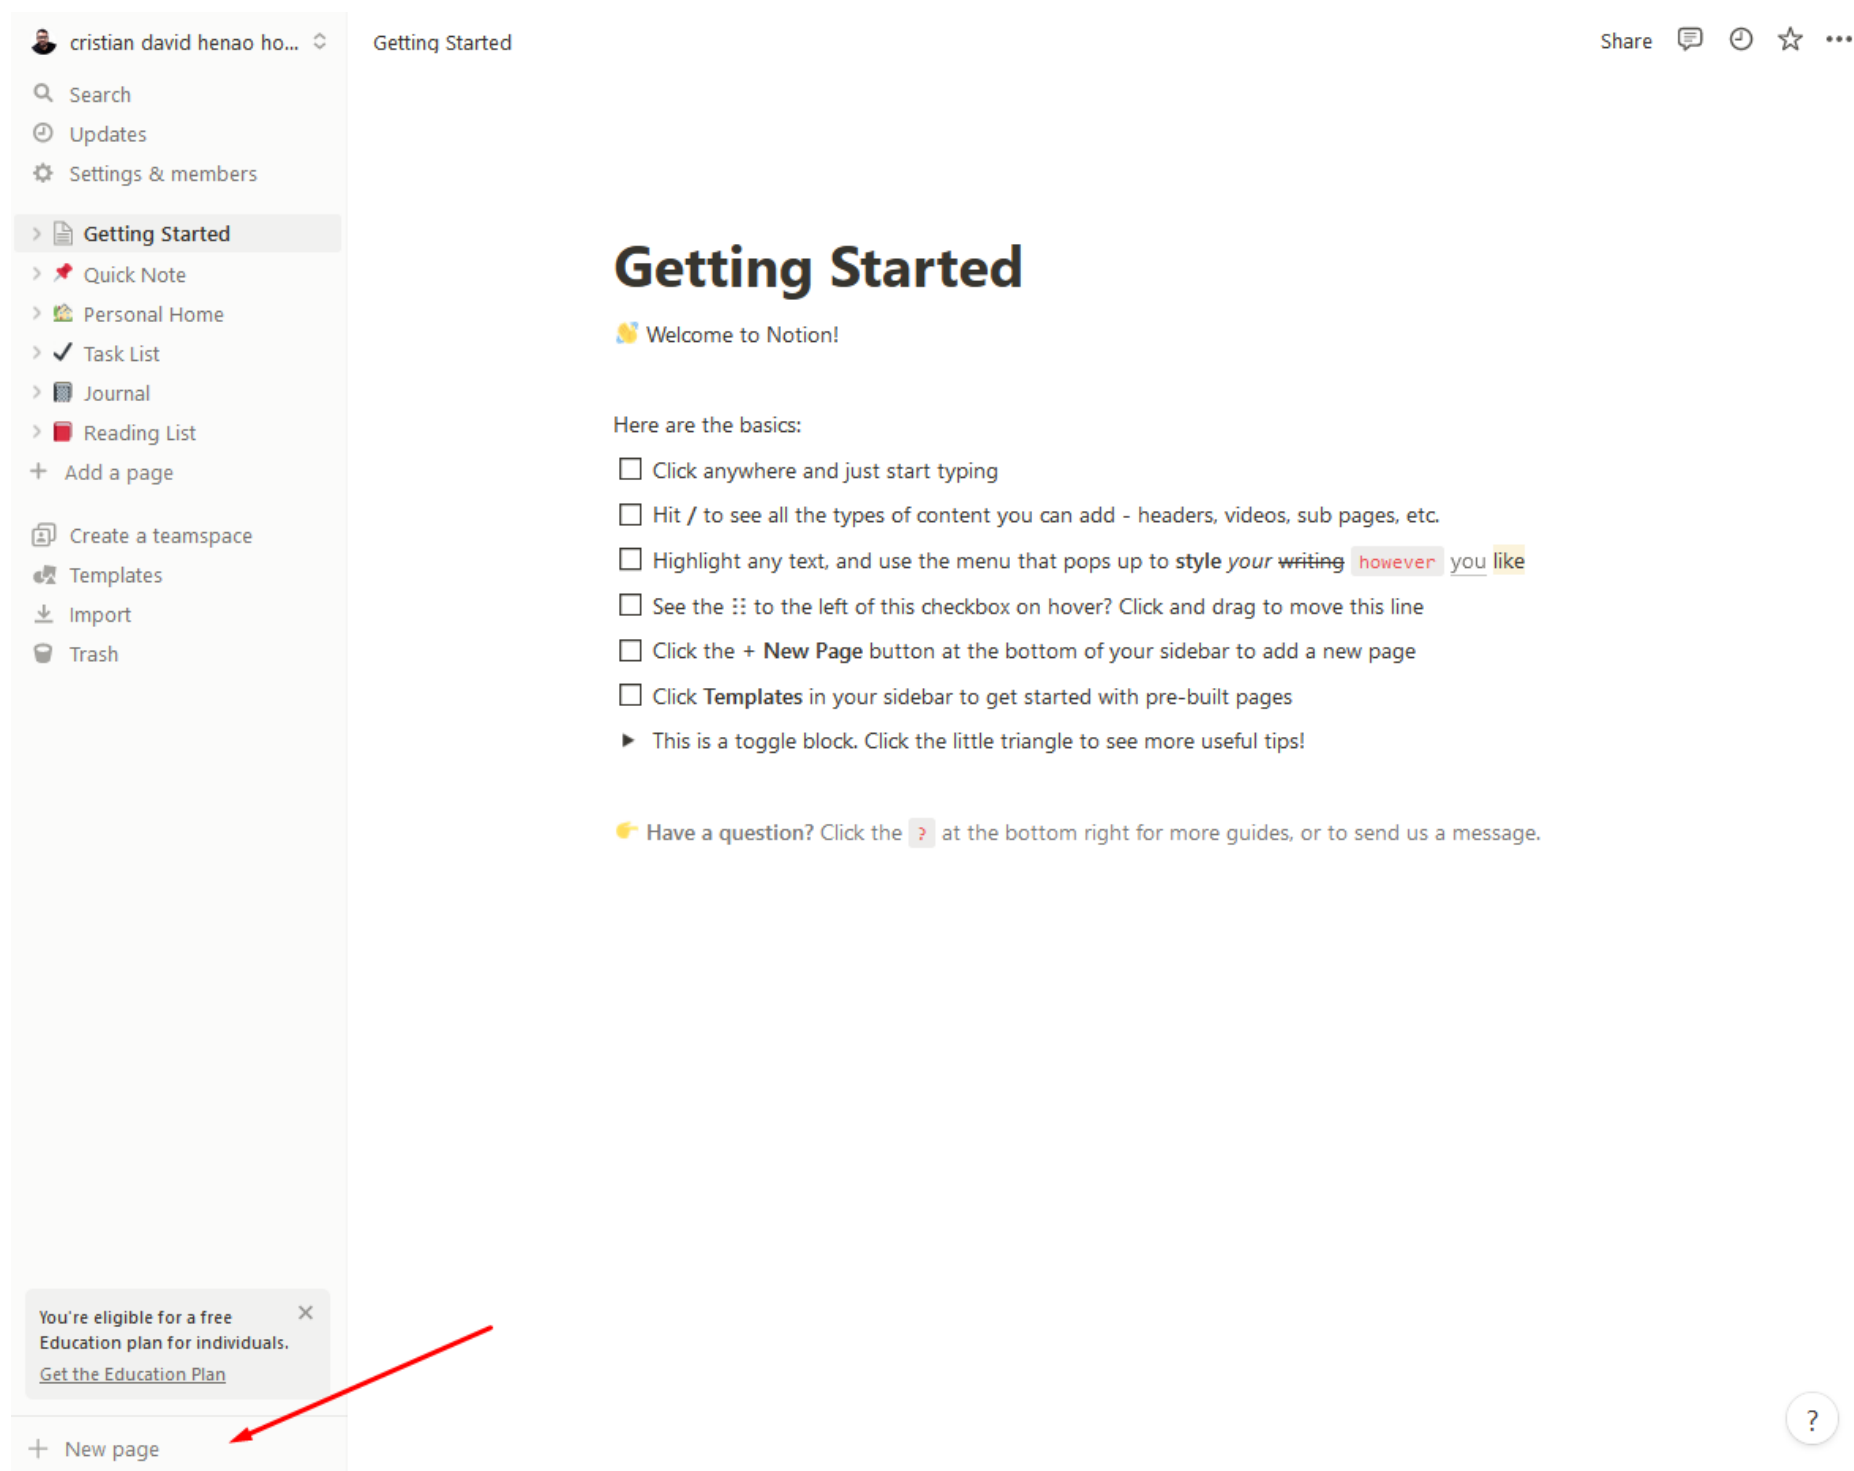 cristian david henao ho...
Search
Updates
Settings & members
Getting Started
Quick Note
Personal Home
Task List
Journal
Reading List
Add a page
Create a teamspace
Templates
Import
Trash
You're eligible for a free
Education plan for individuals.
Get the Education Plan
New page
Getting Started
Share
Getting Started
👋 Welcome to Notion!
Here are the basics:
Click anywhere and just start typing
Hit / to see all the types of content you can add - headers, videos, sub pages, etc.
Highlight any text, and use the menu that pops up to style your writing however you like
See the ⋮⋮ to the left of this checkbox on hover? Click and drag to move this line
Click the + New Page button at the bottom of your sidebar to add a new page
Click Templates in your sidebar to get started with pre-built pages
This is a toggle block. Click the little triangle to see more useful tips!
👉 Have a question? Click the ? at the bottom right for more guides, or to send us a message.
?